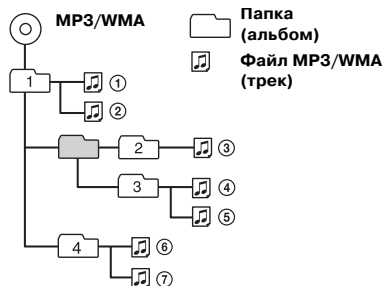 MP3/WMA
Папка
(альбом)
Файл MP3/WMA
(трек)
1
①
②
2
③
3
④
⑤
4
⑥
⑦